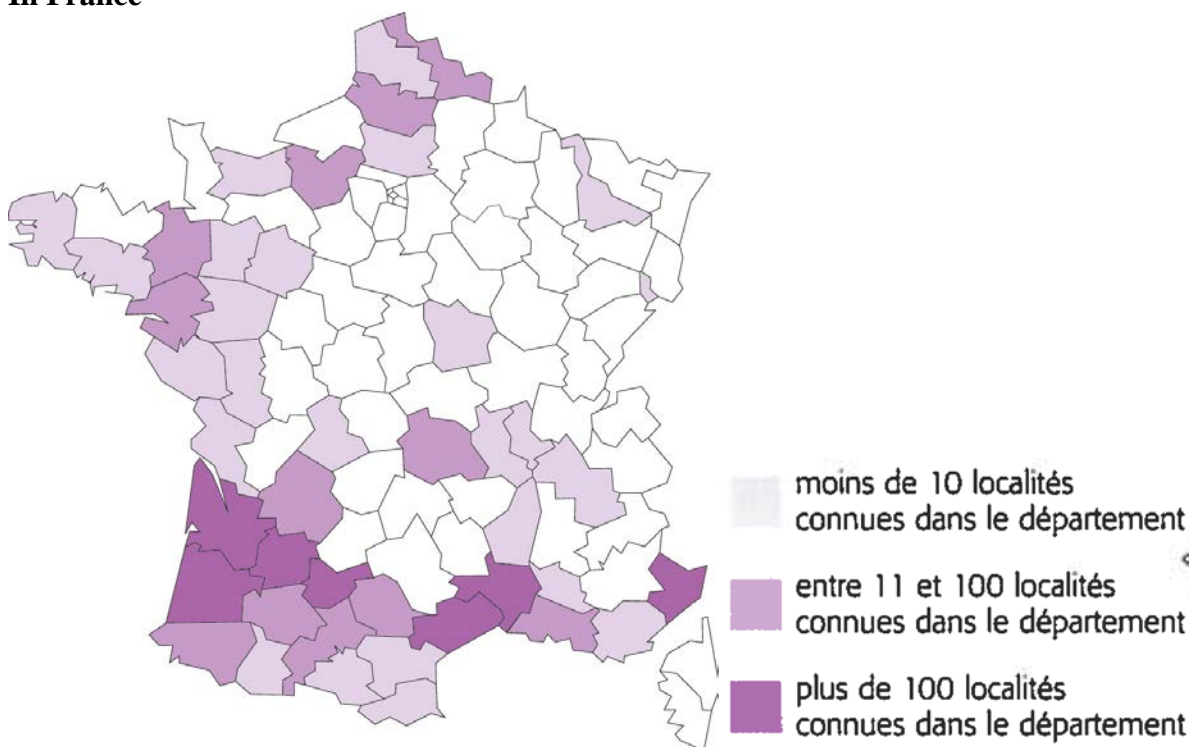 In France
moins de 10 localités
connues dans le département
entre 11 et 100 localités
connues dans le département
plus de 100 localités
connues dans le département